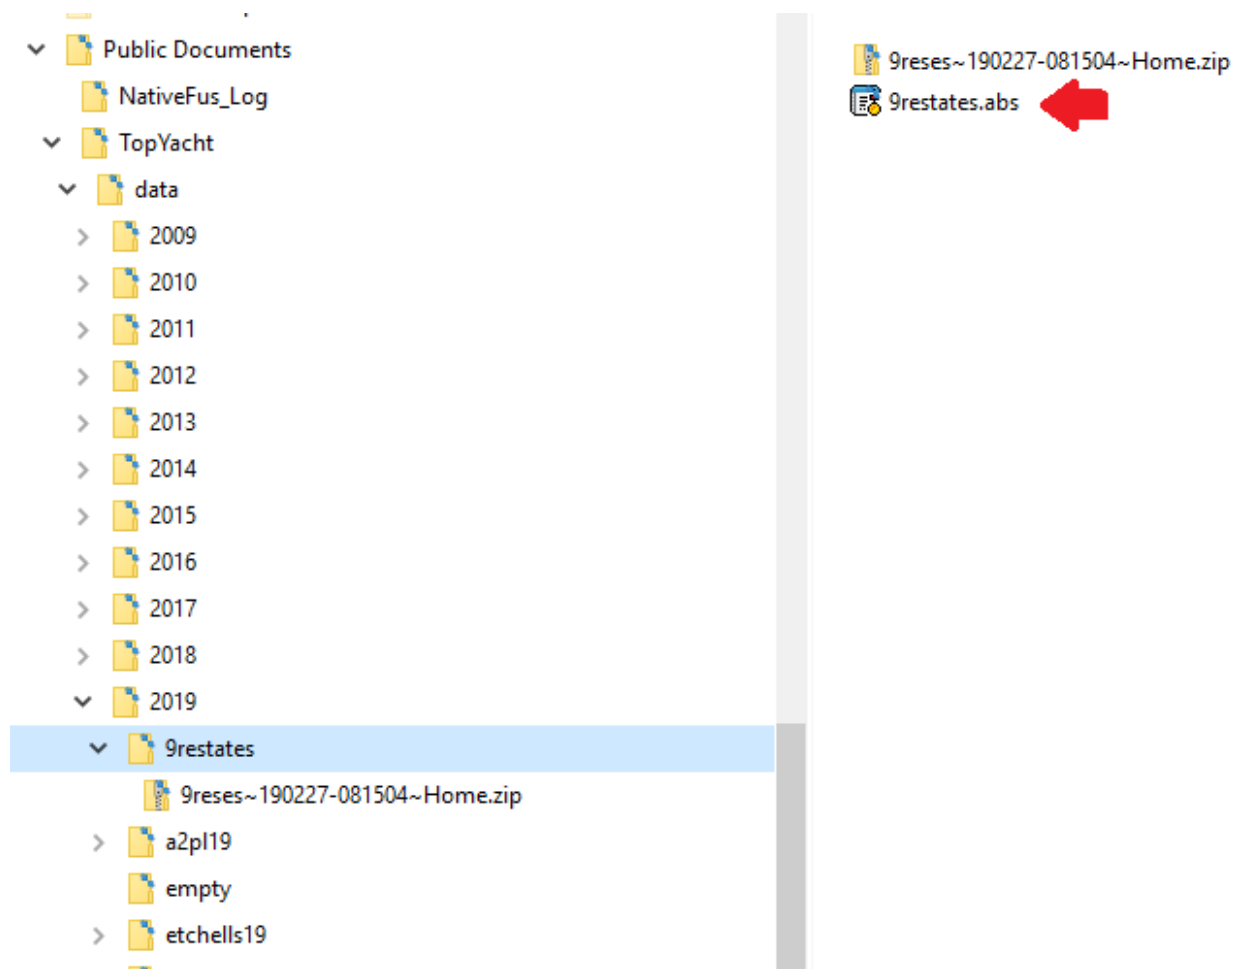 Public Documents
NativeFus_Log
TopYacht
data
2009
2010
2011
2012
2013
2014
2015
2016
2017
2018
2019
9restates
9reses~190227-081504~Home.zip
a2pl19
empty
etchells19
9reses~190227-081504~Home.zip
9restates.abs